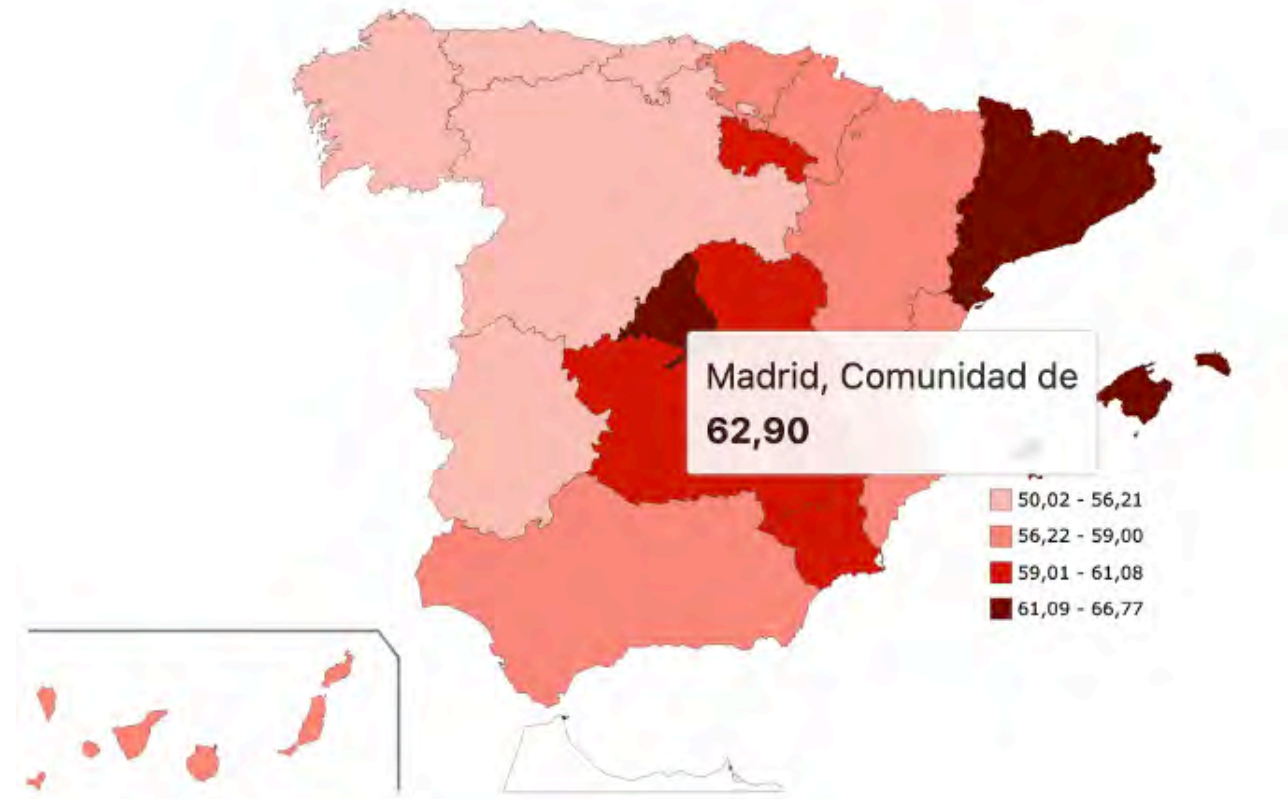 Madrid, Comunidad de
62,90
50,02 - 56,21
56,22 - 59,00
59,01 - 61,08
61,09 - 66,77